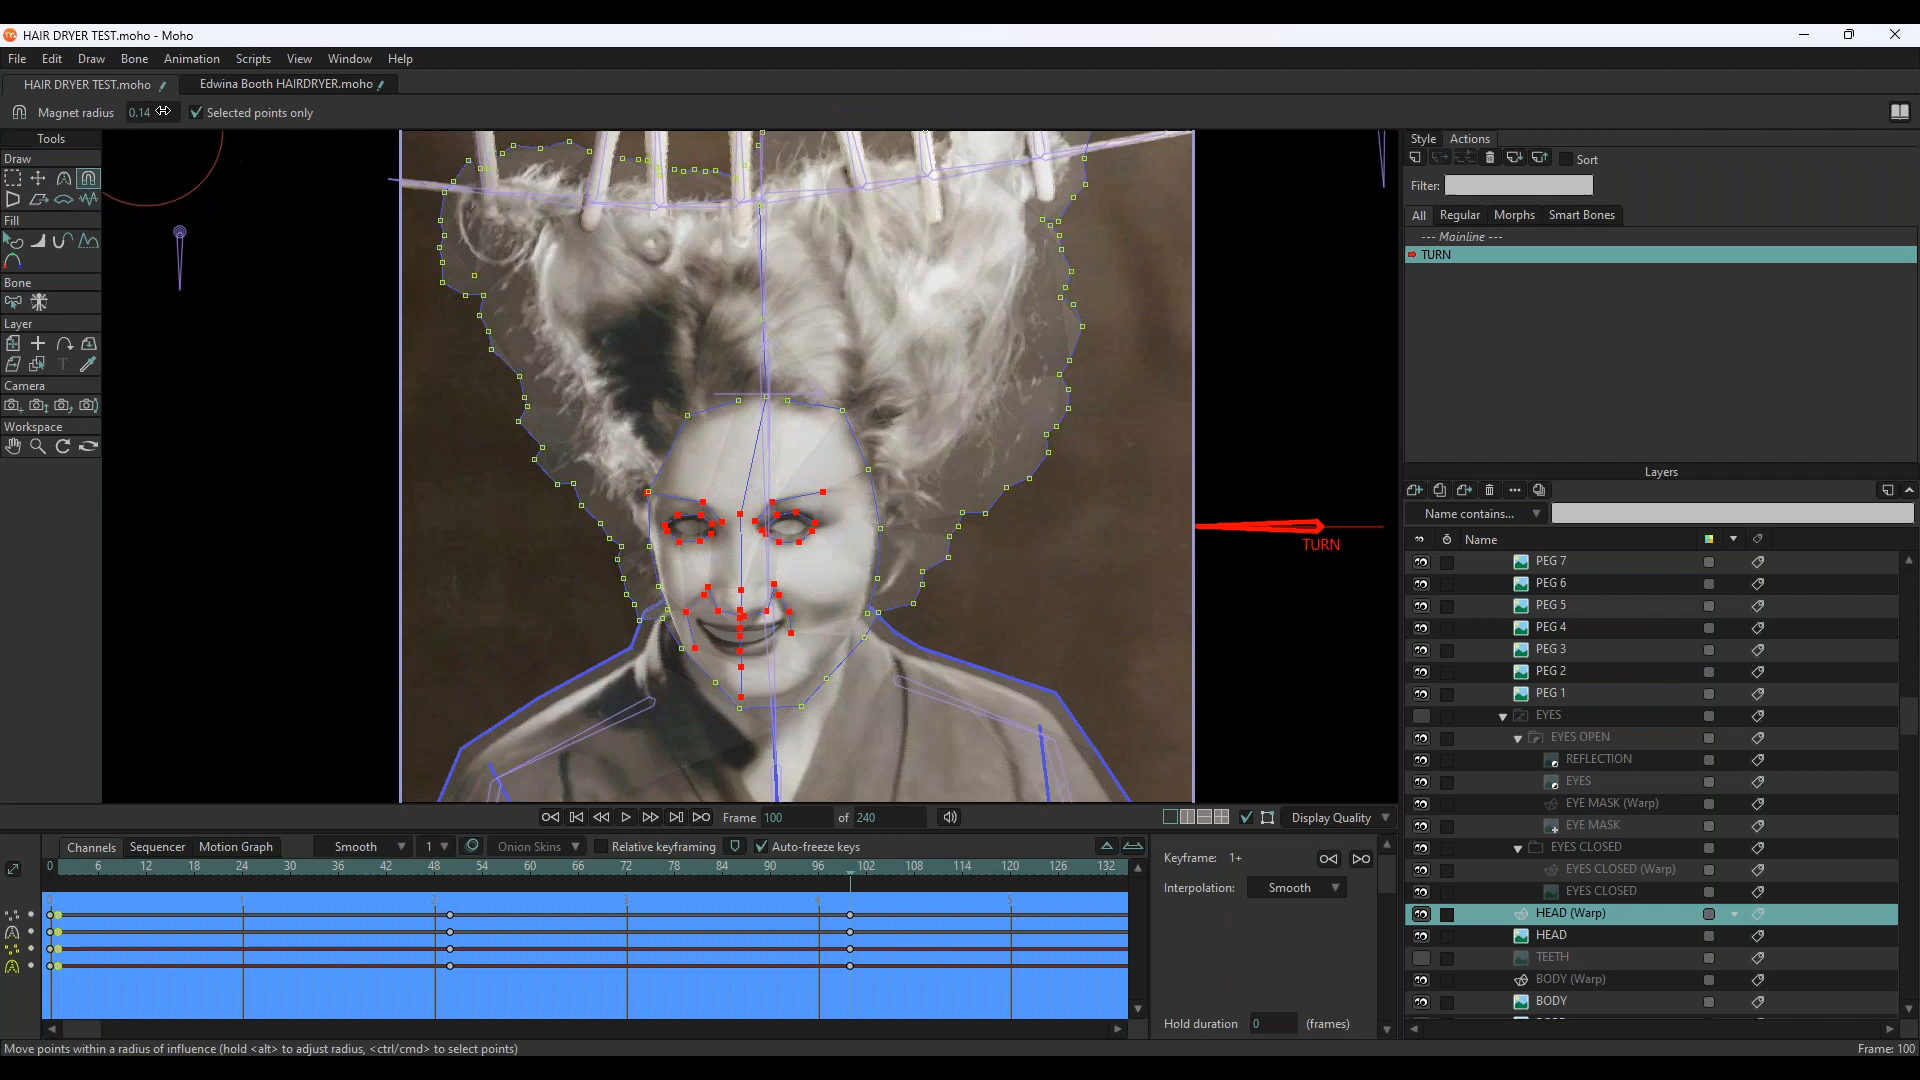 HAIR DRYER TEST.moho - Moho
File Edit Draw Bone Animation Scripts View Window Help
HAIR DRYER TEST.moho Edwina Booth HAIRDRYER.moho
Magnet radius 0.14 Selected points only
Tools
Draw
Fill
Bone
Layer
T
Camera
Workspace
TURN
Style Actions
Sort
Filter:
All Regular Morphs Smart Bones
--- Mainline ---
TURN
Layers
Name contains...
Name
PEG 7
PEG 6
PEG 5
PEG 4
PEG 3
PEG 2
PEG 1
EYES
EYES OPEN
REFLECTION
EYES
EYE MASK (Warp)
EYE MASK
EYES CLOSED
EYES CLOSED (Warp)
EYES CLOSED
HEAD (Warp)
HEAD
TEETH
BODY (Warp)
BODY
Frame 100 of 240 Display Quality
Channels Sequencer Motion Graph Smooth 1 Onion Skins Relative keyframing Auto-freeze keys
0 6 12 18 24 30 36 42 48 54 60 66 72 78 84 90 96 102 108 114 120 126 132
0 1 2 3 4 5
Keyframe: 1+
Interpolation: Smooth
Hold duration 0 (frames)
Move points within a radius of influence (hold <alt> to adjust radius, <ctrl/cmd> to select points)
Frame: 100